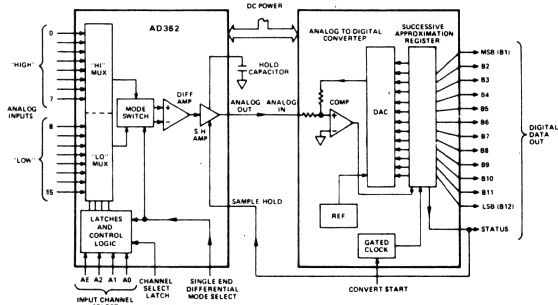 DC POWER
AD362
ANALOG TO DIGITAL
CONVERTER
SUCCESSIVE
APPROXIMATION
REGISTER
0
"HIGH"
7
ANALOG
INPUTS
8
"LOW"
15
"HI"
MUX
"LO"
MUX
MODE
SWITCH
DIFF
AMP
S H
AMP
HOLD
CAPACITOR
ANALOG
OUT
ANALOG
IN
COMP
DAC
REF
GATED
CLOCK
MSB (B1)
B2
B3
B4
B5
B6
B7
B8
B9
B10
B11
LSB (B12)
STATUS
DIGITAL
DATA
OUT
SAMPLE HOLD
LATCHES
AND
CONTROL
LOGIC
AE A2 A1 A0
INPUT CHANNEL
CHANNEL
SELECT
LATCH
SINGLE END
DIFFERENTIAL
MODE SELECT
CONVERT START